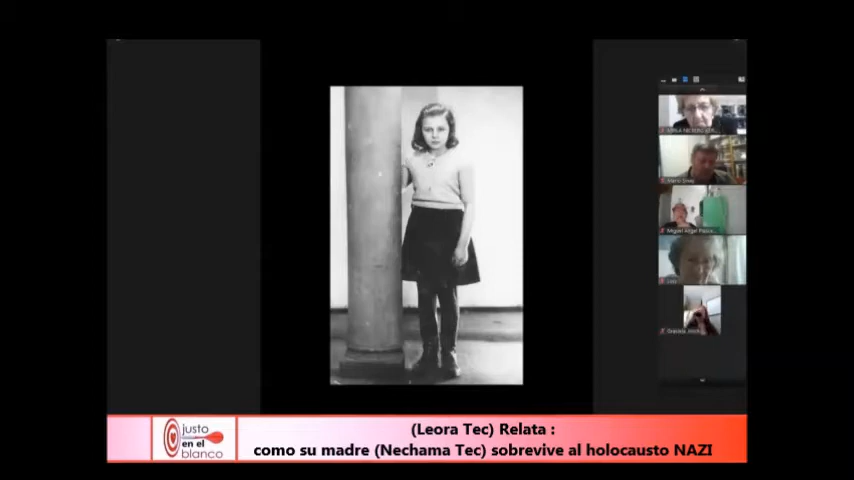 justo
en el
blanco
(Leora Tec) Relata :
como su madre (Nechama Tec) sobrevive al holocausto NAZI